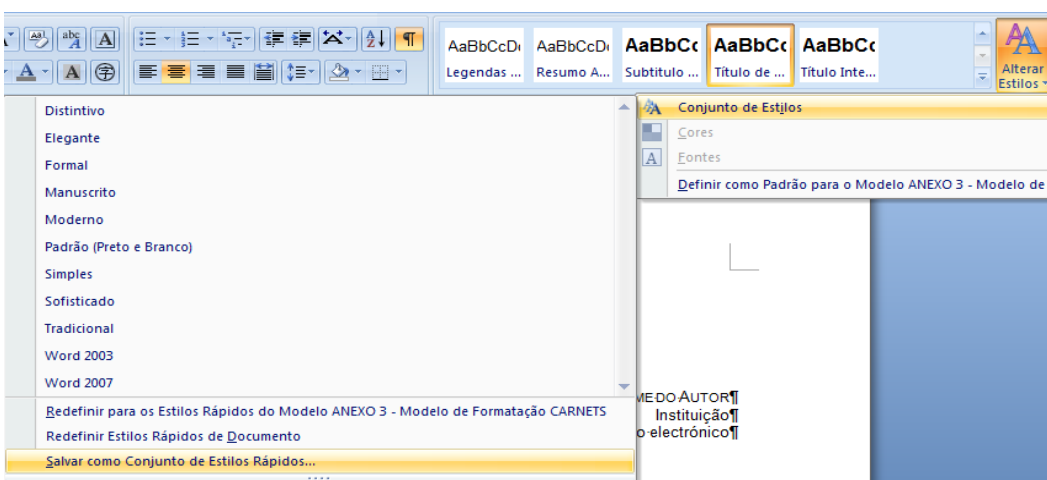 AaBbCcD AaBbCcD AaBbCc AaBbCc AaBbCc
Legendas ... Resumo A... Subtitulo ... Título de ... Título Inte...
Alterar
Estilos
Distintivo
Elegante
Formal
Manuscrito
Moderno
Padrão (Preto e Branco)
Simples
Sofisticado
Tradicional
Word 2003
Word 2007
Redefinir para os Estilos Rápidos do Modelo ANEXO 3 - Modelo de Formatação CARNETS
Redefinir Estilos Rápidos de Documento
Salvar como Conjunto de Estilos Rápidos...
Conjunto de Estilos
Cores
Fontes
Definir como Padrão para o Modelo ANEXO 3 - Modelo de
ME·DO·AUTOR¶
Instituição¶
o·electrónico¶